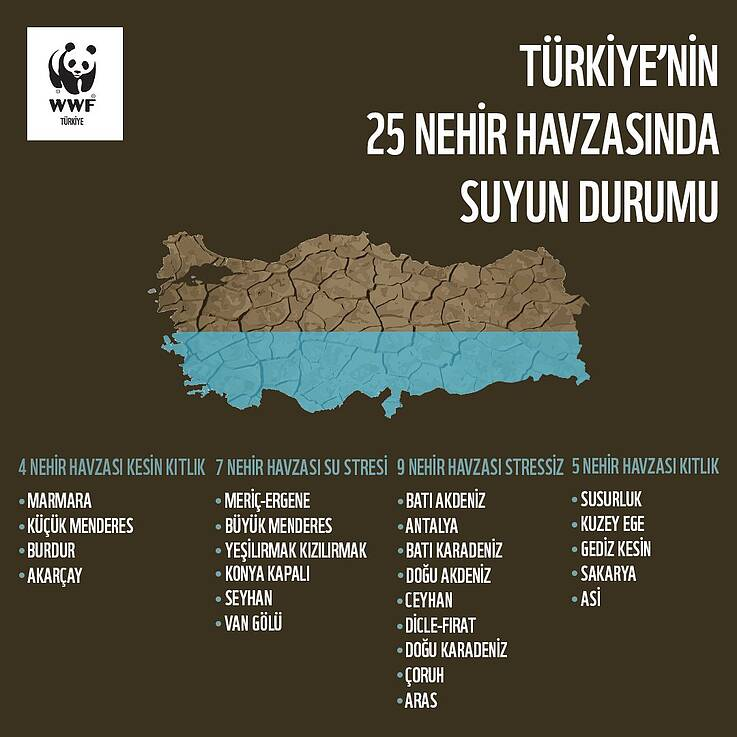 WWF
TÜRKİYE
TÜRKİYE'NİN
25 NEHİR HAVZASINDA
SUYUN DURUMU
4 NEHİR HAVZASI KESİN KITLIK
• MARMARA
• KÜÇÜK MENDERES
• BURDUR
• AKARÇAY
7 NEHİR HAVZASI SU STRESİ
• MERİÇ-ERGENE
• BÜYÜK MENDERES
• YEŞİLIRMAK KIZILIRMAK
• KONYA KAPALI
• SEYHAN
• VAN GÖLÜ
9 NEHİR HAVZASI STRESSİZ
• BATI AKDENİZ
• ANTALYA
• BATI KARADENİZ
• DOĞU AKDENİZ
• CEYHAN
• DİCLE-FIRAT
• DOĞU KARADENİZ
• ÇORUH
• ARAS
5 NEHİR HAVZASI KITLIK
• SUSURLUK
• KUZEY EGE
• GEDİZ KESİN
• SAKARYA
• ASİ